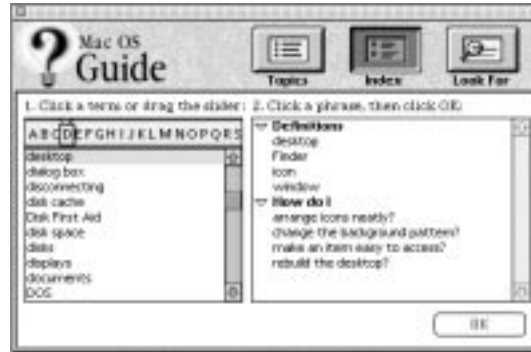 Mac OS
Guide
Topics
Index
Look For
1. Click a term or drag the slider:
2. Click a phrase, then click OK:
A B C D E F G H I J K L M N O P Q R S
desktop
dialog box
disconnecting
disk cache
Disk First Aid
disk space
disks
displays
documents
DOS
Definitions
desktop
Finder
icon
window
How do I
arrange icons neatly?
change the background pattern?
make an item easy to access?
rebuild the desktop?
OK